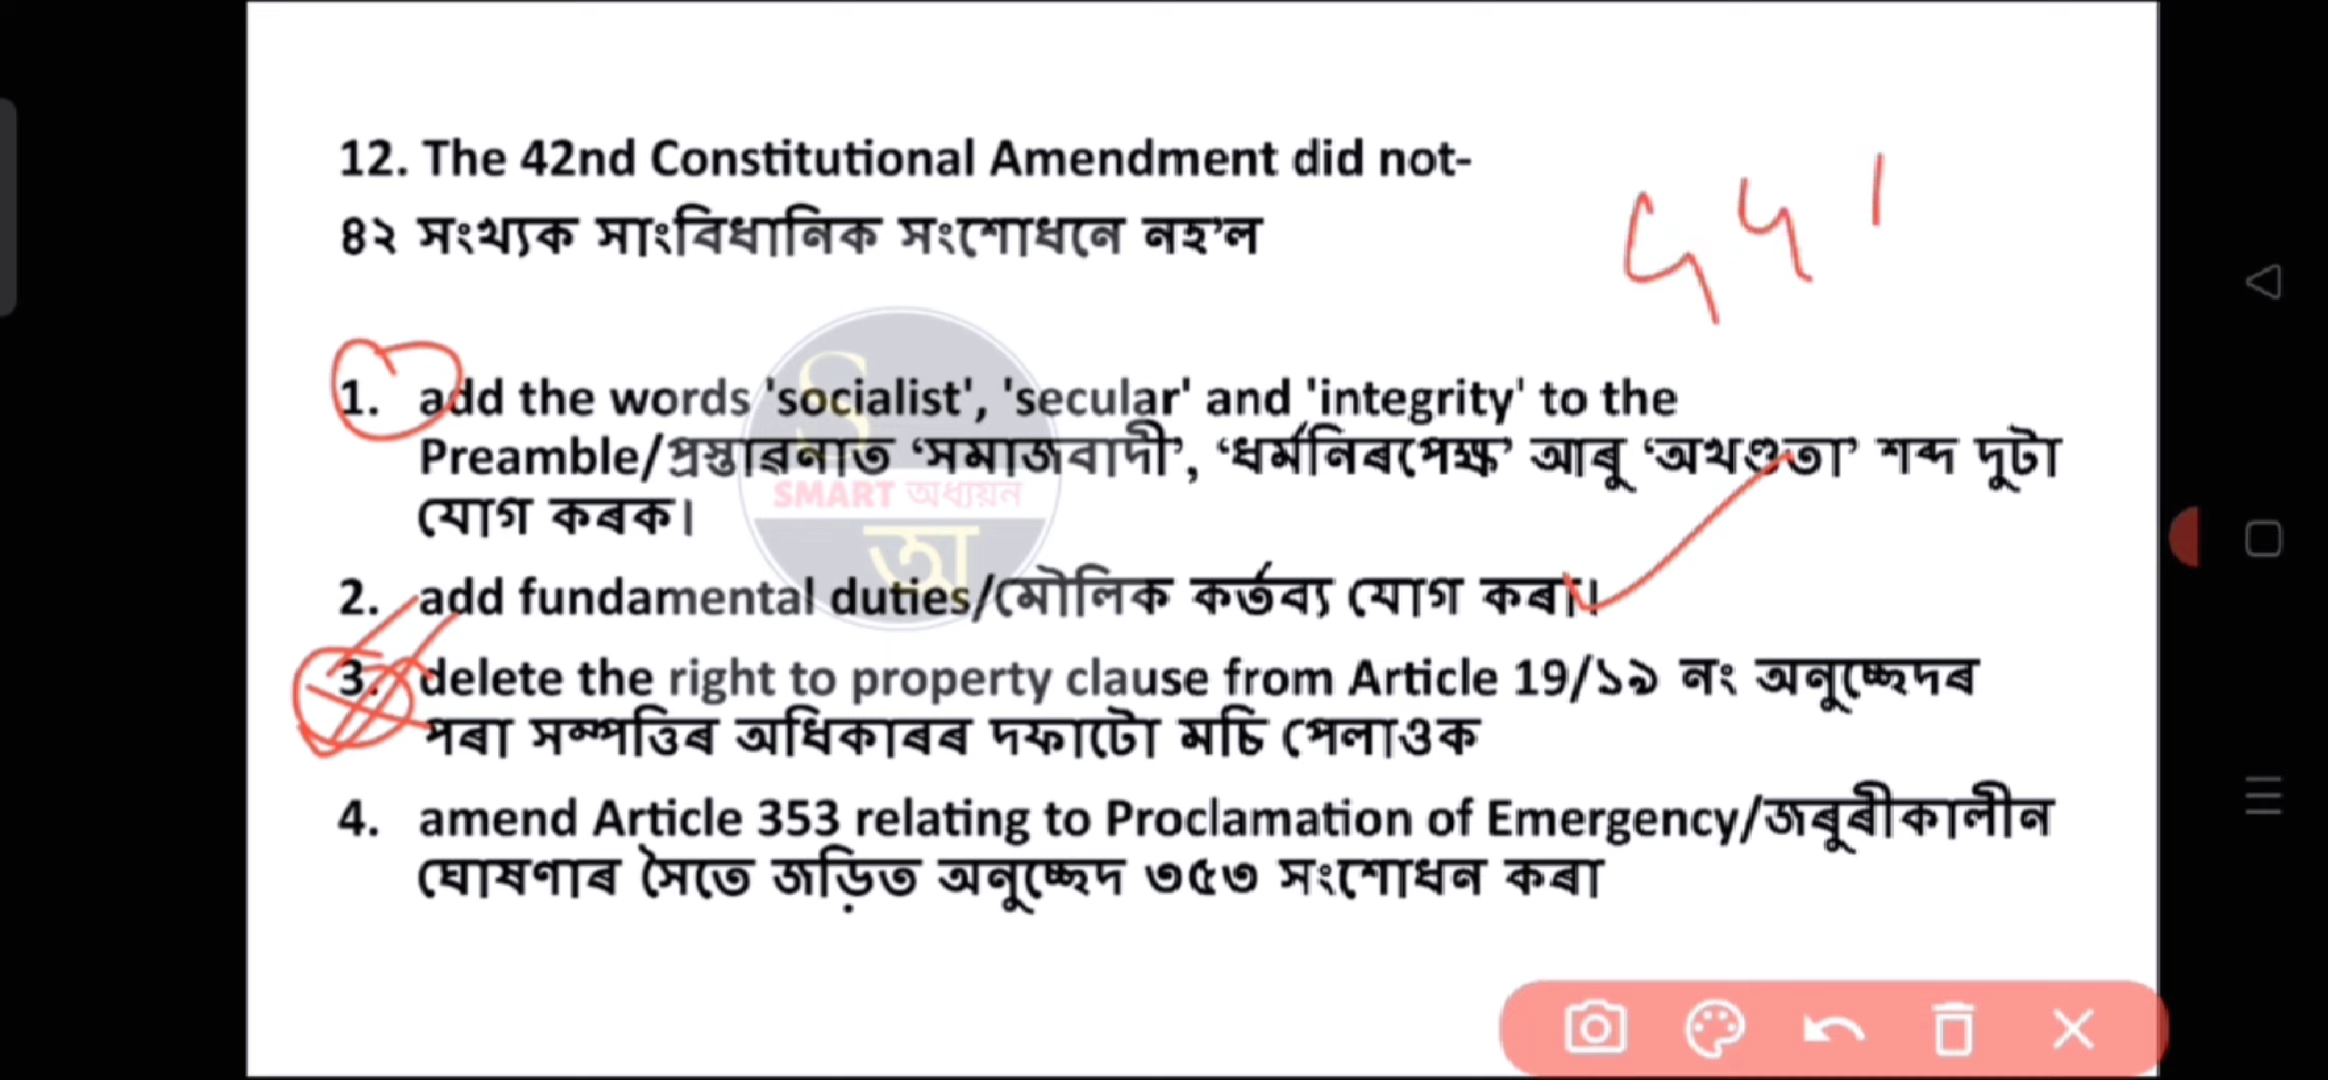 12. The 42nd Constitutional Amendment did not-
8২ সংখ্যক সাংবিধানিক সংশোধনে নহ'ল
441
1. add the words 'socialist', 'secular' and 'integrity' to the
Preamble/প্ৰস্তাৱনাত ‘সমাজবাদী’, ‘ধৰ্মনিৰপেক্ষ’ আৰু ‘অখণ্ডতা’ শব্দ দুটা
যোগ কৰক।
S
SMART অধ্যয়ন
অ
2. add fundamental duties/মৌলিক কৰ্তব্য যোগ কৰা।
3. delete the right to property clause from Article 19/১৯ নং অনুচ্ছেদৰ
পৰা সম্পত্তিৰ অধিকাৰৰ দফাটো মচি পেলাওক
4. amend Article 353 relating to Proclamation of Emergency/জৰুৰীকালীন
ঘোষণাৰ সৈতে জড়িত অনুচ্ছেদ ৩৫৩ সংশোধন কৰা